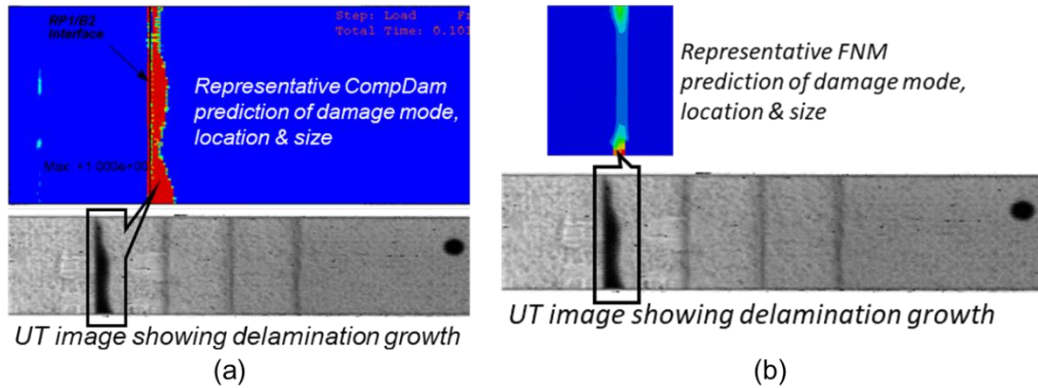 RP1/B2
Interface
Step: Load
Total Time: 0.101
Representative CompDam
prediction of damage mode,
location & size
Max: +1.000e+00
UT image showing delamination growth
(a)
Representative FNM
prediction of damage mode,
location & size
UT image showing delamination growth
(b)